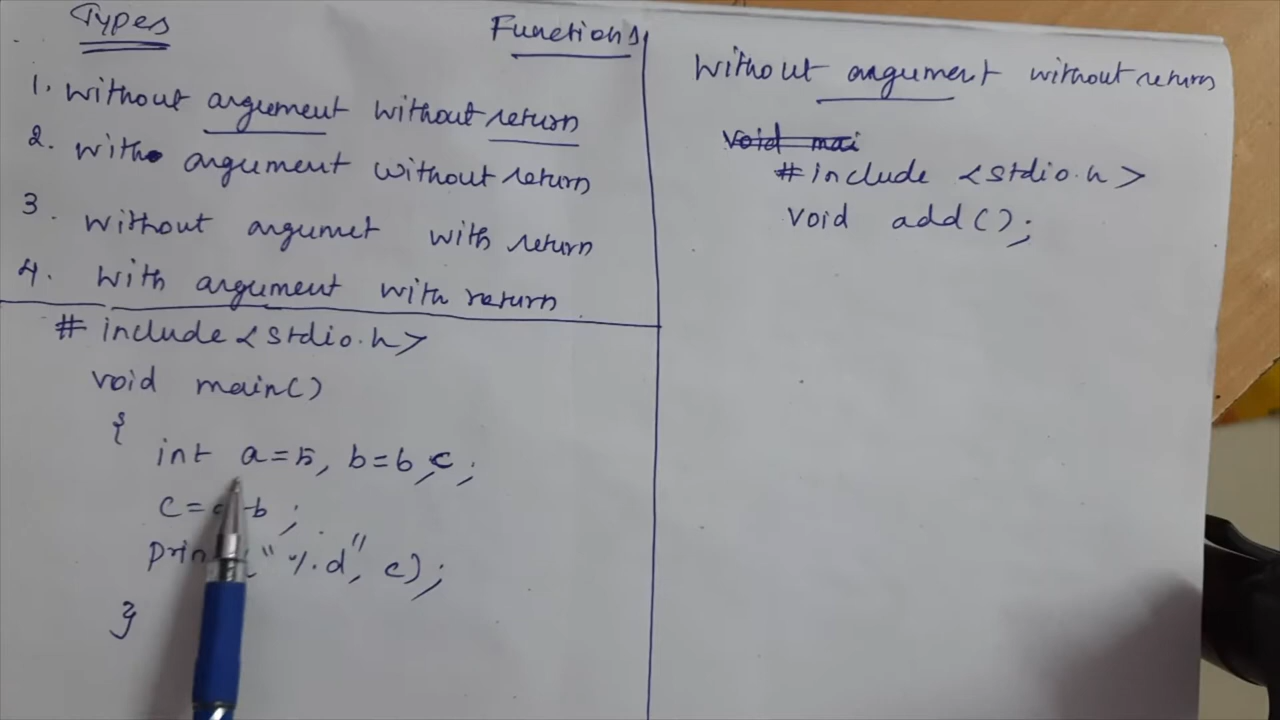 Types
Functions
1. Without argument without return
2. with argument without return
3. Without argumet with return
4. With argument with return
# include <stdio.h>
void main()
{
int a=5, b=6,c;
c= b;
"%d", c);
}
Without argument without return
void mai
#include <stdio.h>
void add();